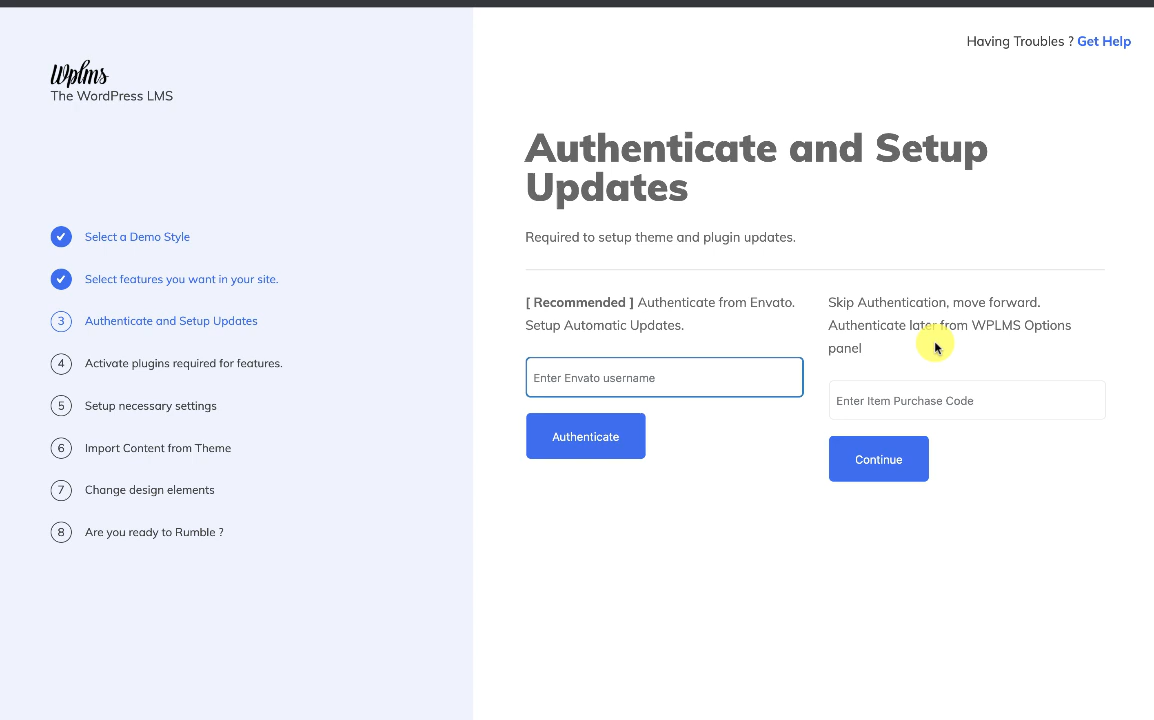 Having Troubles ? Get Help
Wplms
The WordPress LMS
Select a Demo Style
Select features you want in your site.
3 Authenticate and Setup Updates
4 Activate plugins required for features.
5 Setup necessary settings
6 Import Content from Theme
7 Change design elements
8 Are you ready to Rumble ?
Authenticate and Setup
Updates
Required to setup theme and plugin updates.
[ Recommended ] Authenticate from Envato.
Setup Automatic Updates.
Enter Envato username
Authenticate
Skip Authentication, move forward.
Authenticate later from WPLMS Options
panel
Enter Item Purchase Code
Continue